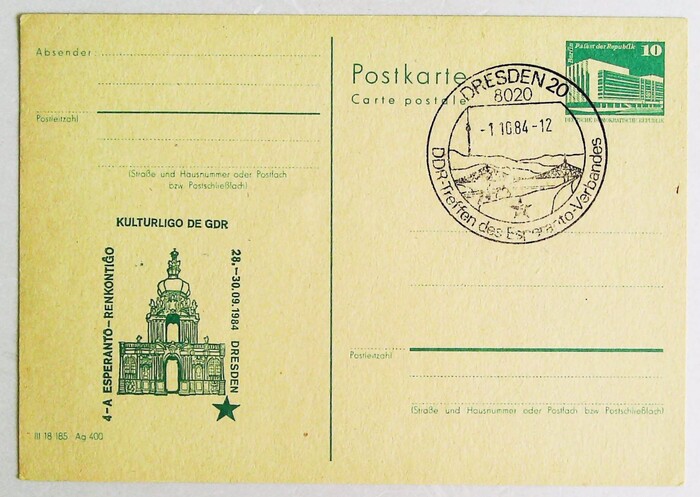 Absender:
Postleitzahl
(Straße und Hausnummer oder Postfach
bzw. Postschließfach)
KULTURLIGO DE GDR
4-A ESPERANTO-RENKONTIĜO
28.-30.09.1984 DRESDEN
III 18 185 Ag 400
Postkarte
Carte postale
DRESDEN 20
8020
-1.10.84-12
DDR-Treffen des Esperanto-Verbandes
Berlin Palast der Republik
10
DEUTSCHE DEMOKRATISCHE REPUBLIK
Postleitzahl
(Straße und Hausnummer oder Postfach bzw. Postschließfach)